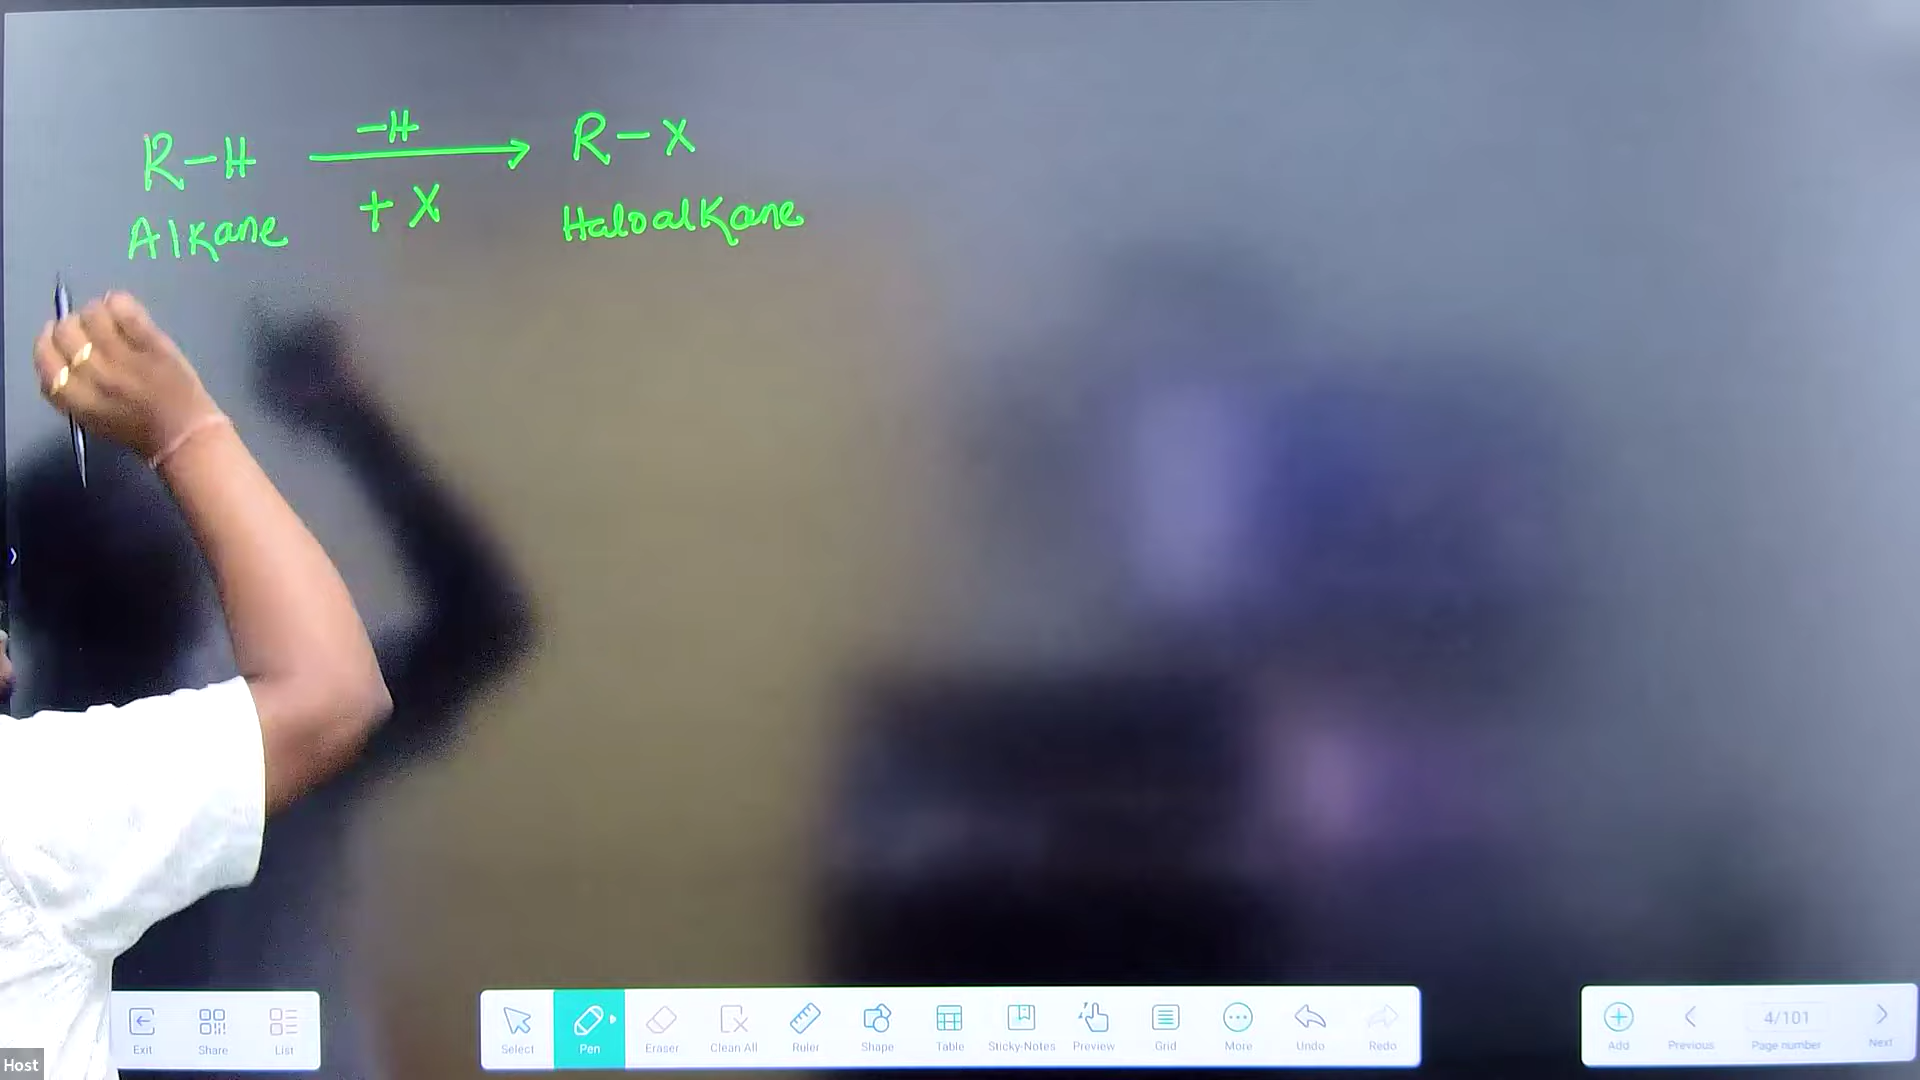 R-H —H→ R-X
+ X
Alkane Haloalkane
Exit Share List Select Pen Eraser Clean All Ruler Shape Table Sticky-Notes Preview Grid More Undo Redo Add Previous 4/101 Page number Next
Host